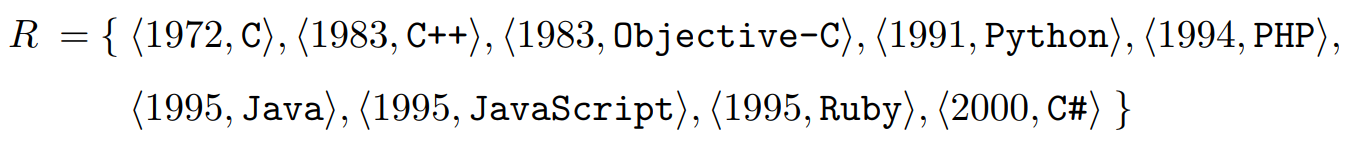 R = { ⟨1972, C⟩, ⟨1983, C++⟩, ⟨1983, Objective-C⟩, ⟨1991, Python⟩, ⟨1994, PHP⟩,
⟨1995, Java⟩, ⟨1995, JavaScript⟩, ⟨1995, Ruby⟩, ⟨2000, C#⟩ }